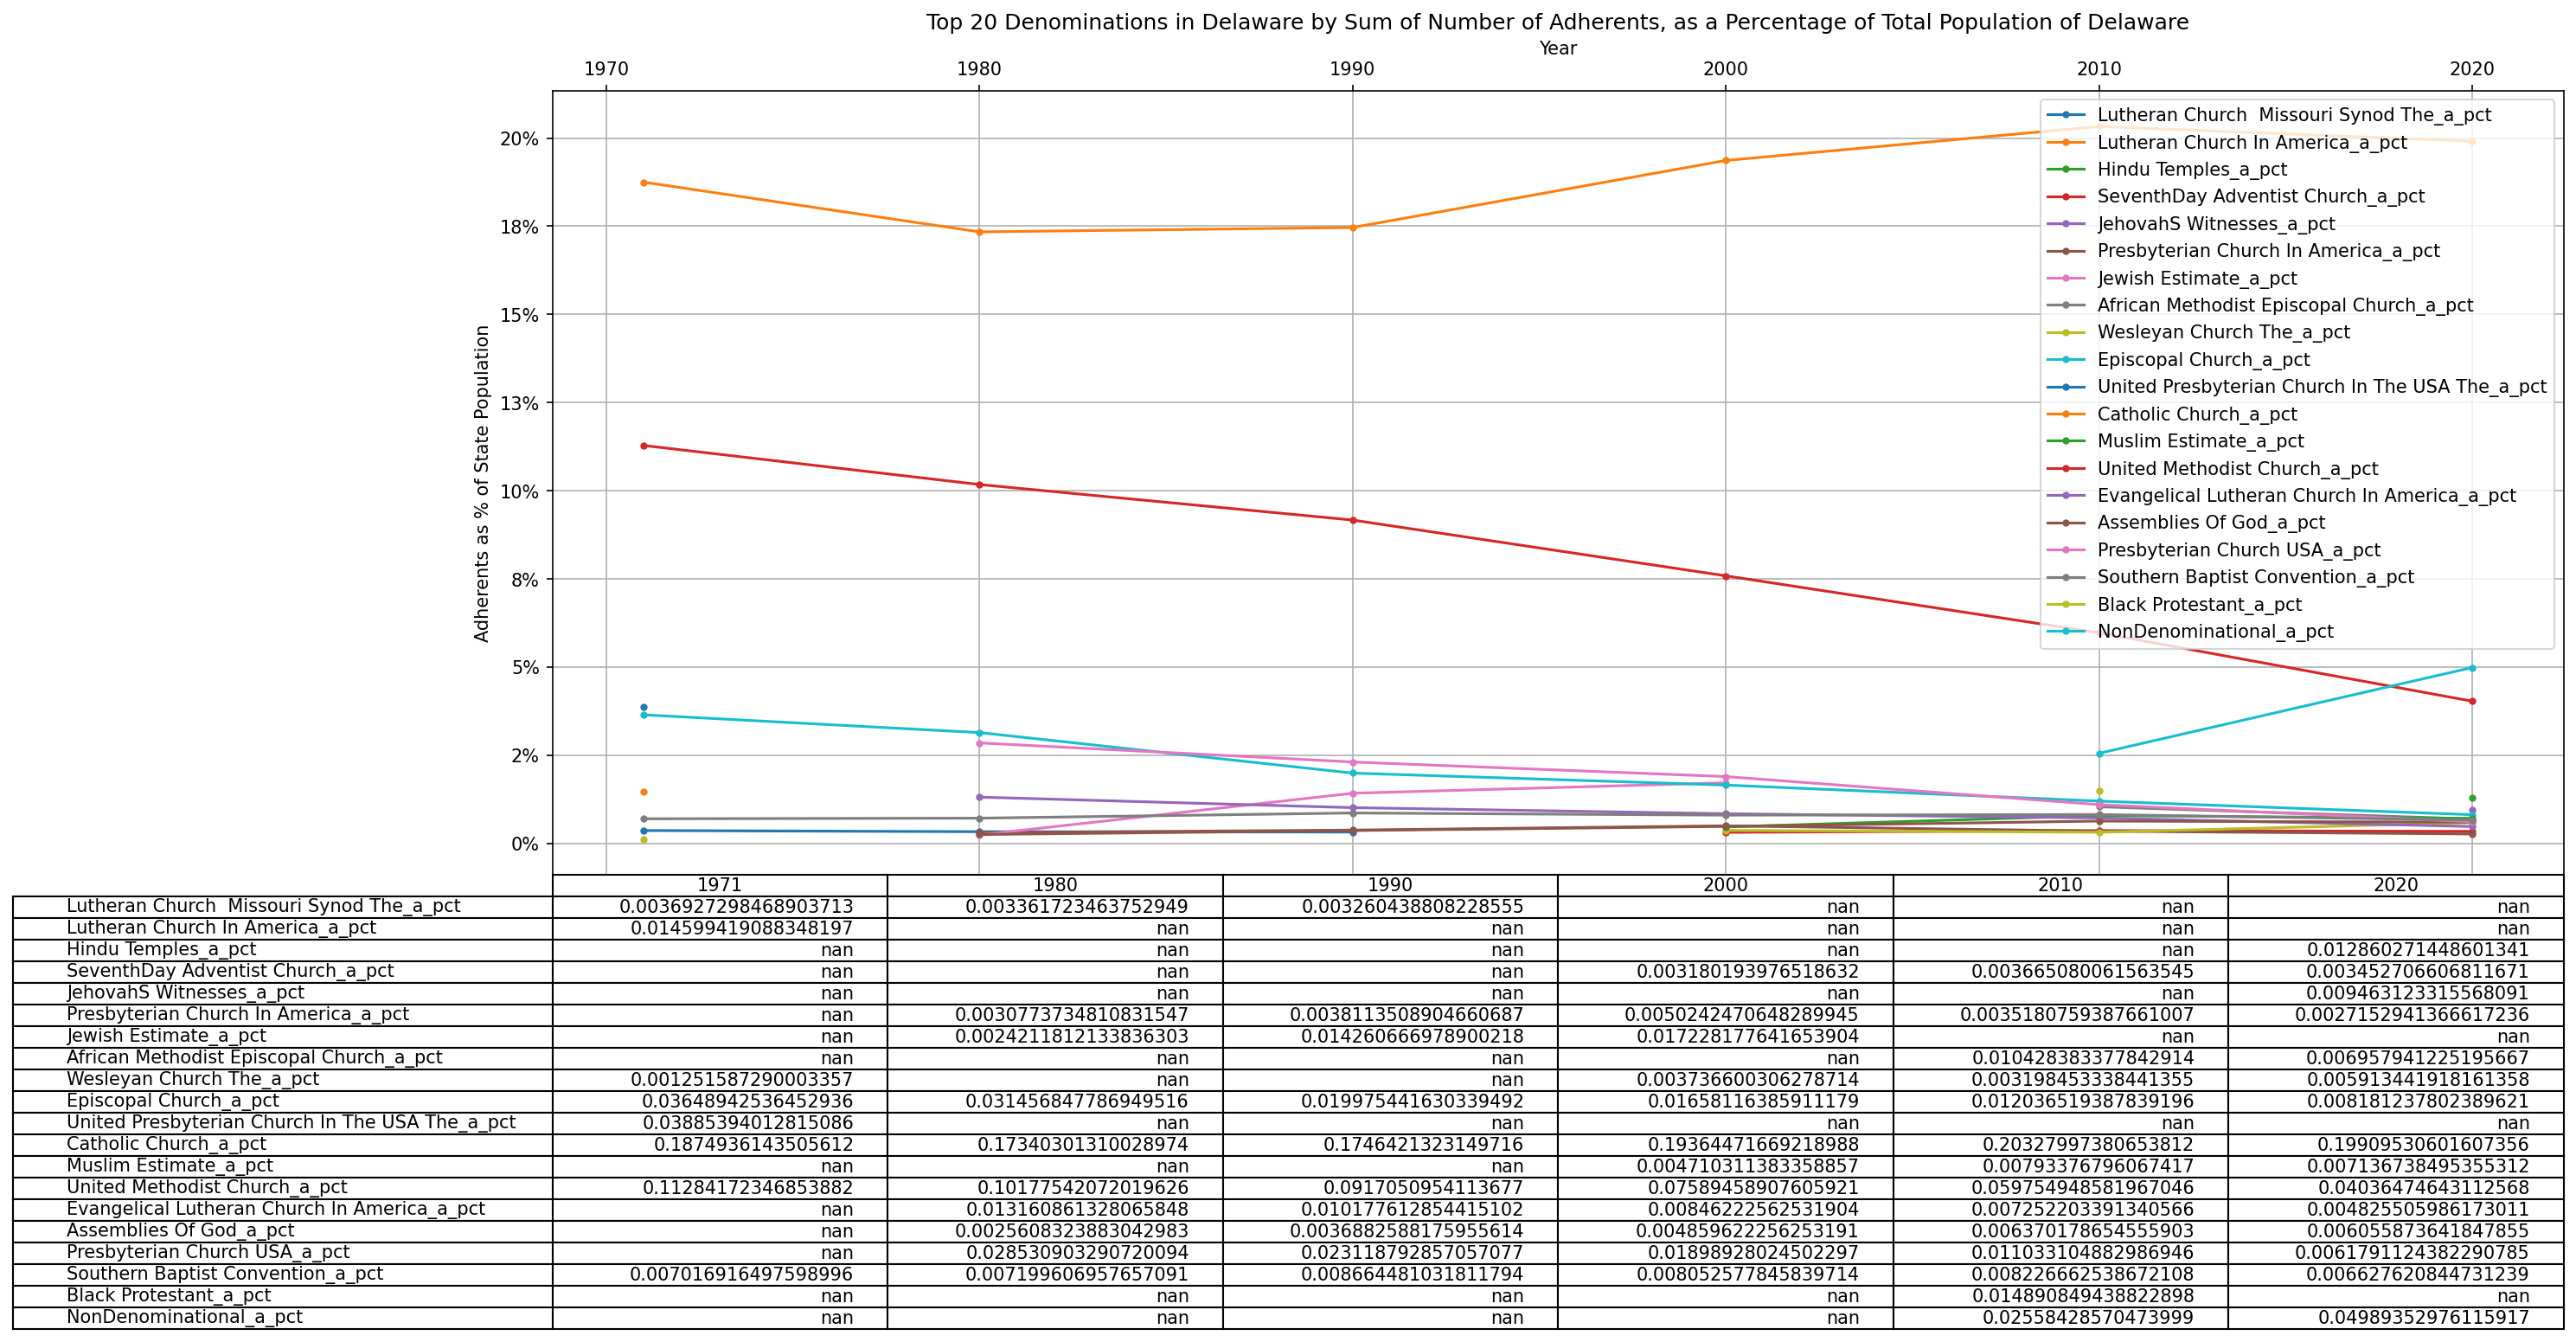 Top 20 Denominations in Delaware by Sum of Number of Adherents, as a Percentage of Total Population of Delaware
Year
1970 1980 1990 2000 2010 2020
Adherents as % of State Population
20%
18%
15%
13%
10%
8%
5%
2%
0%
Lutheran Church  Missouri Synod The_a_pct
Lutheran Church In America_a_pct
Hindu Temples_a_pct
SeventhDay Adventist Church_a_pct
JehovahS Witnesses_a_pct
Presbyterian Church In America_a_pct
Jewish Estimate_a_pct
African Methodist Episcopal Church_a_pct
Wesleyan Church The_a_pct
Episcopal Church_a_pct
United Presbyterian Church In The USA The_a_pct
Catholic Church_a_pct
Muslim Estimate_a_pct
United Methodist Church_a_pct
Evangelical Lutheran Church In America_a_pct
Assemblies Of God_a_pct
Presbyterian Church USA_a_pct
Southern Baptist Convention_a_pct
Black Protestant_a_pct
NonDenominational_a_pct
1971 1980 1990 2000 2010 2020
Lutheran Church  Missouri Synod The_a_pct 0.0036927298468903713 0.003361723463752949 0.003260438808228555 nan nan nan
Lutheran Church In America_a_pct 0.014599419088348197 nan nan nan nan nan
Hindu Temples_a_pct nan nan nan nan nan 0.012860271448601341
SeventhDay Adventist Church_a_pct nan nan nan 0.003180193976518632 0.003665080061563545 0.003452706606811671
JehovahS Witnesses_a_pct nan nan nan nan nan 0.009463123315568091
Presbyterian Church In America_a_pct nan 0.0030773734810831547 0.0038113508904660687 0.0050242470648289945 0.0035180759387661007 0.0027152941366617236
Jewish Estimate_a_pct nan 0.0024211812133836303 0.014260666978900218 0.017228177641653904 nan nan
African Methodist Episcopal Church_a_pct nan nan nan nan 0.010428383377842914 0.006957941225195667
Wesleyan Church The_a_pct 0.001251587290003357 nan nan 0.003736600306278714 0.003198453338441355 0.005913441918161358
Episcopal Church_a_pct 0.03648942536452936 0.031456847786949516 0.019975441630339492 0.01658116385911179 0.012036519387839196 0.008181237802389621
United Presbyterian Church In The USA The_a_pct 0.03885394012815086 nan nan nan nan nan
Catholic Church_a_pct 0.1874936143505612 0.17340301310028974 0.1746421323149716 0.19364471669218988 0.20327997380653812 0.19909530601607356
Muslim Estimate_a_pct nan nan nan 0.004710311383358857 0.00793376796067417 0.007136738495355312
United Methodist Church_a_pct 0.11284172346853882 0.10177542072019626 0.0917050954113677 0.07589458907605921 0.059754948581967046 0.04036474643112568
Evangelical Lutheran Church In America_a_pct nan 0.013160861328065848 0.010177612854415102 0.00846222562531904 0.007252203391340566 0.004825505986173011
Assemblies Of God_a_pct nan 0.0025608323883042983 0.0036882588175955614 0.004859622256253191 0.006370178654555903 0.006055873641847855
Presbyterian Church USA_a_pct nan 0.028530903290720094 0.023118792857057077 0.01898928024502297 0.011033104882986946 0.0061791124382290785
Southern Baptist Convention_a_pct 0.007016916497598996 0.007199606957657091 0.008664481031811794 0.008052577845839714 0.008226662538672108 0.006627620844731239
Black Protestant_a_pct nan nan nan nan 0.014890849438822898 nan
NonDenominational_a_pct nan nan nan nan 0.02558428570473999 0.04989352976115917